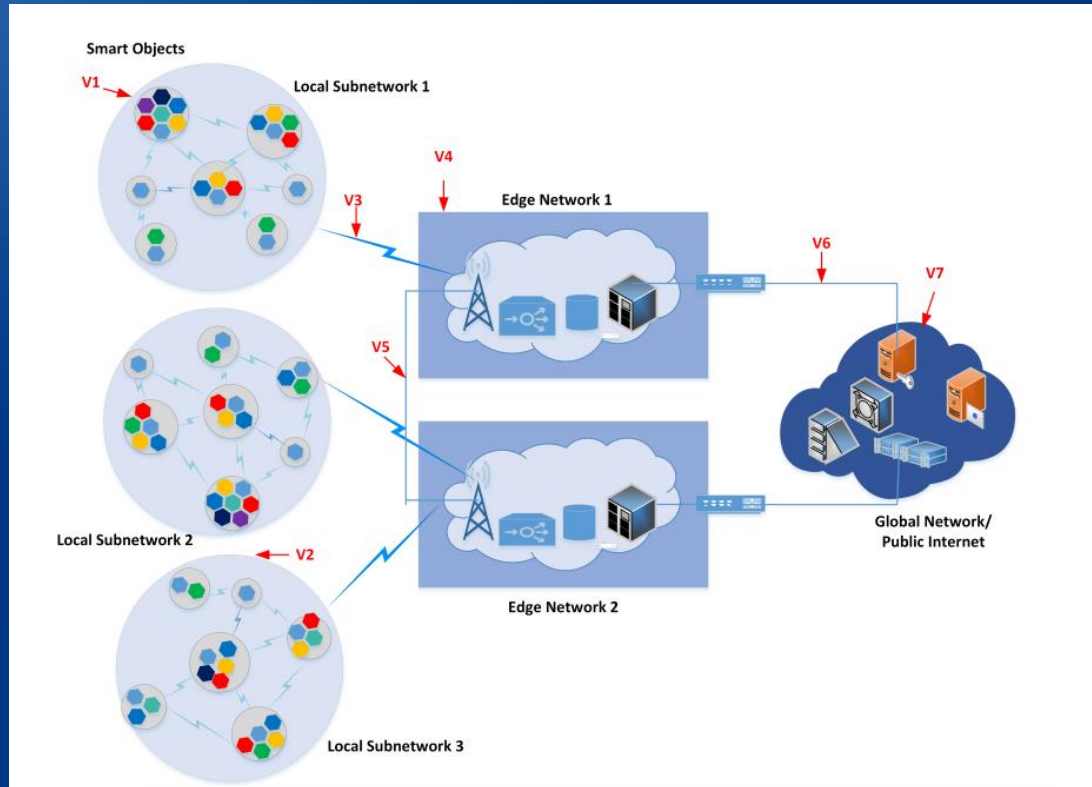 Smart Objects
V1
Local Subnetwork 1
V3
V4
Edge Network 1
V6
V7
V5
Local Subnetwork 2
V2
Edge Network 2
Global Network/
Public Internet
Local Subnetwork 3